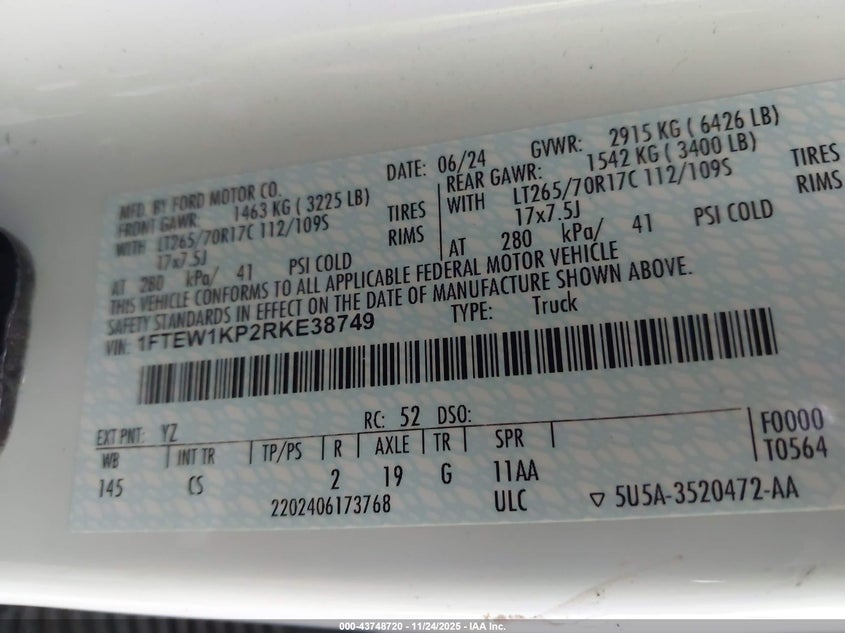 MFD. BY FORD MOTOR CO.
DATE: 06/24 GVWR: 2915 KG ( 6426 LB)
FRONT GAWR: 1463 KG ( 3225 LB)
WITH LT265/70R17C 112/109S TIRES
17x7.5J RIMS
AT 280 kPa/ 41 PSI COLD
REAR GAWR: 1542 KG ( 3400 LB)
WITH LT265/70R17C 112/109S TIRES
17x7.5J RIMS
AT 280 kPa/ 41 PSI COLD
THIS VEHICLE CONFORMS TO ALL APPLICABLE FEDERAL MOTOR VEHICLE
SAFETY STANDARDS IN EFFECT ON THE DATE OF MANUFACTURE SHOWN ABOVE.
VIN: 1FTEW1KP2RKE38749 TYPE: Truck
EXT PNT: YZ RC: 52 DSO:
WB INT TR TP/PS R AXLE TR SPR
145 CS 2 19 G 11AA
2202406173768 ULC
F0000
T0564
▽ 5U5A-3520472-AA
000-43748720 - 11/24/2025 - IAA Inc.